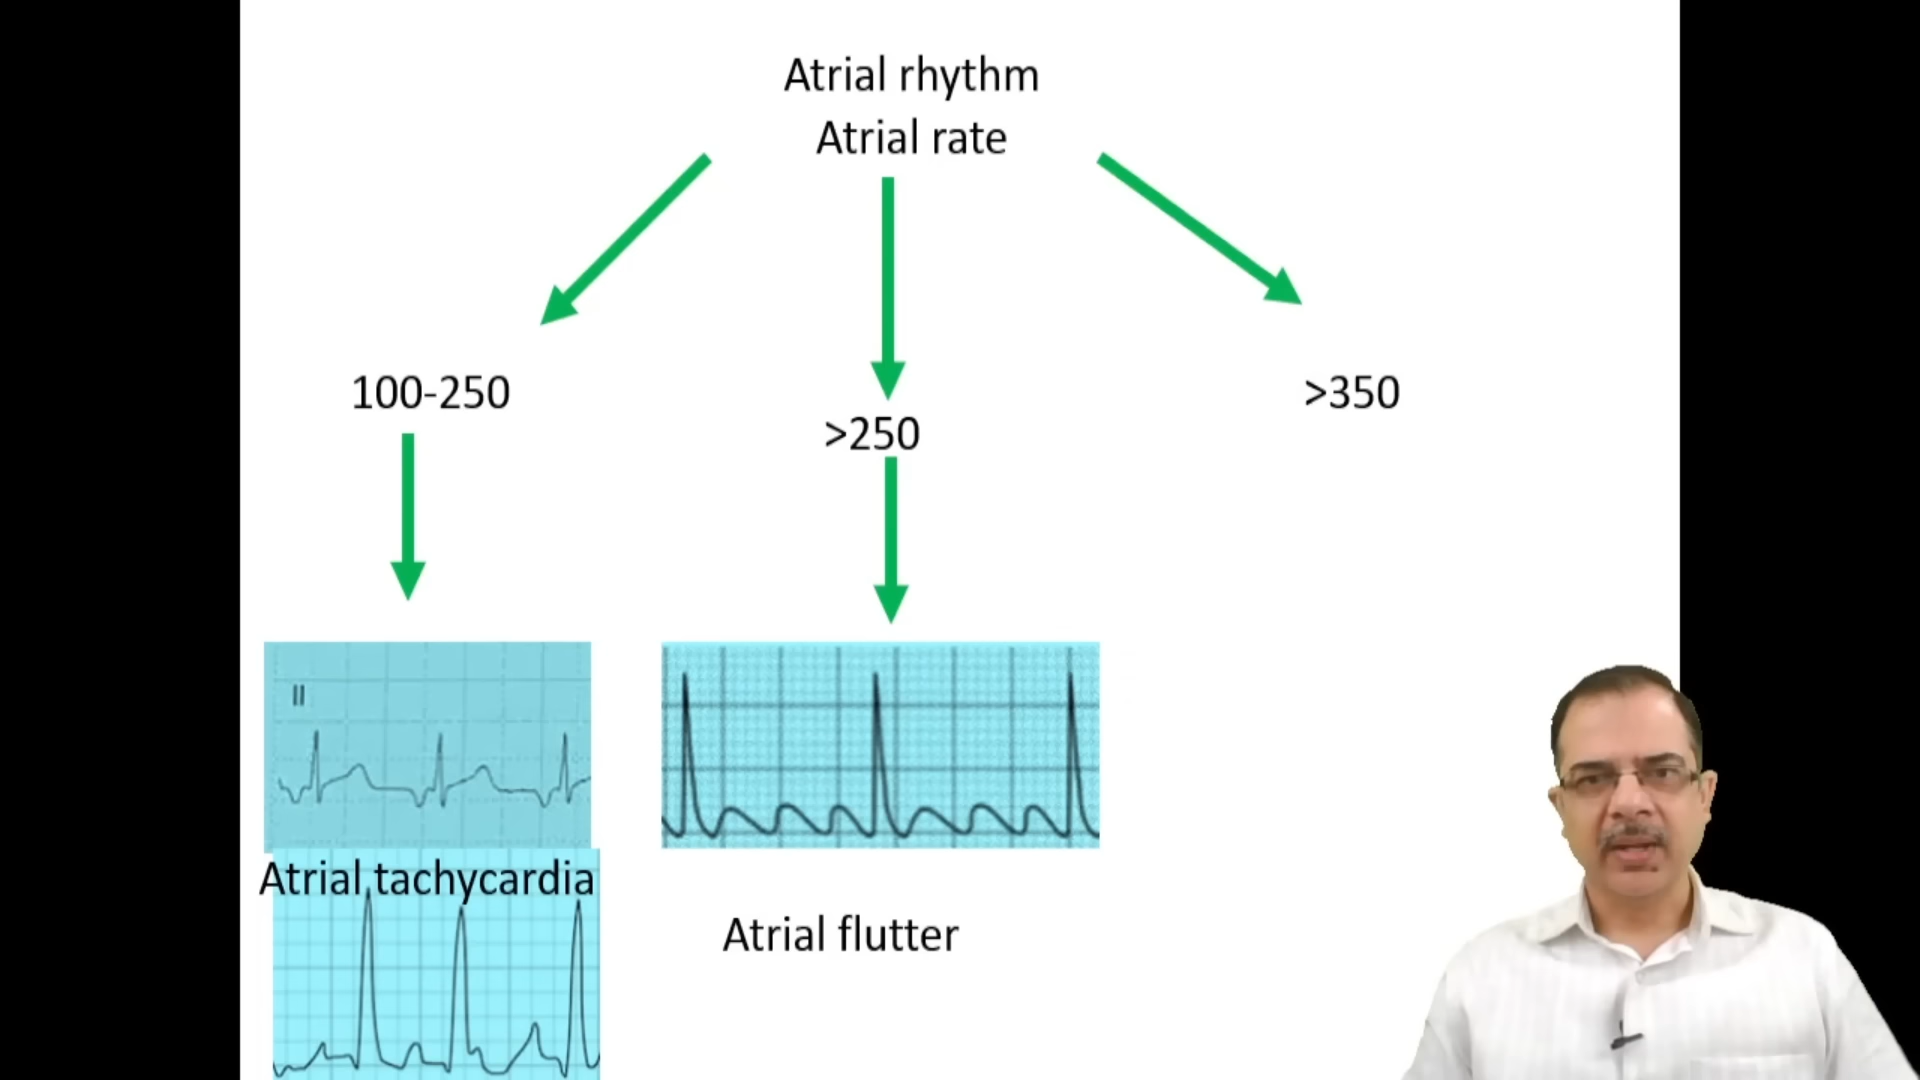 Atrial rhythm
Atrial rate
100-250
>250
>350
II
Atrial tachycardia
Atrial flutter